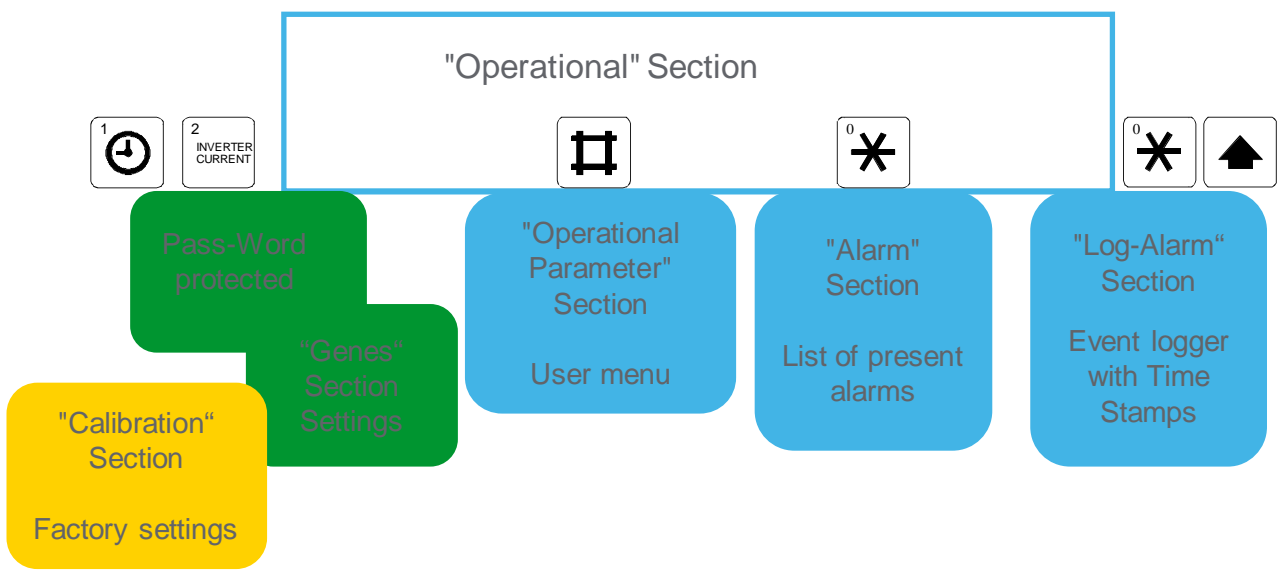 "Operational" Section
1
2
INVERTER
CURRENT
0
0
Pass-Word
protected
"Genes“
Section
Settings
"Calibration“
Section
Factory settings
"Operational
Parameter"
Section
User menu
"Alarm"
Section
List of present
alarms
"Log-Alarm“
Section
Event logger
with Time
Stamps